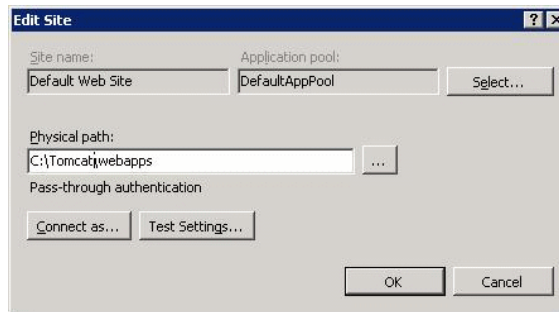 Edit Site
Site name:
Application pool:
Default Web Site
DefaultAppPool
Select...
Physical path:
C:\Tomcat\webapps
...
Pass-through authentication
Connect as...
Test Settings...
OK
Cancel